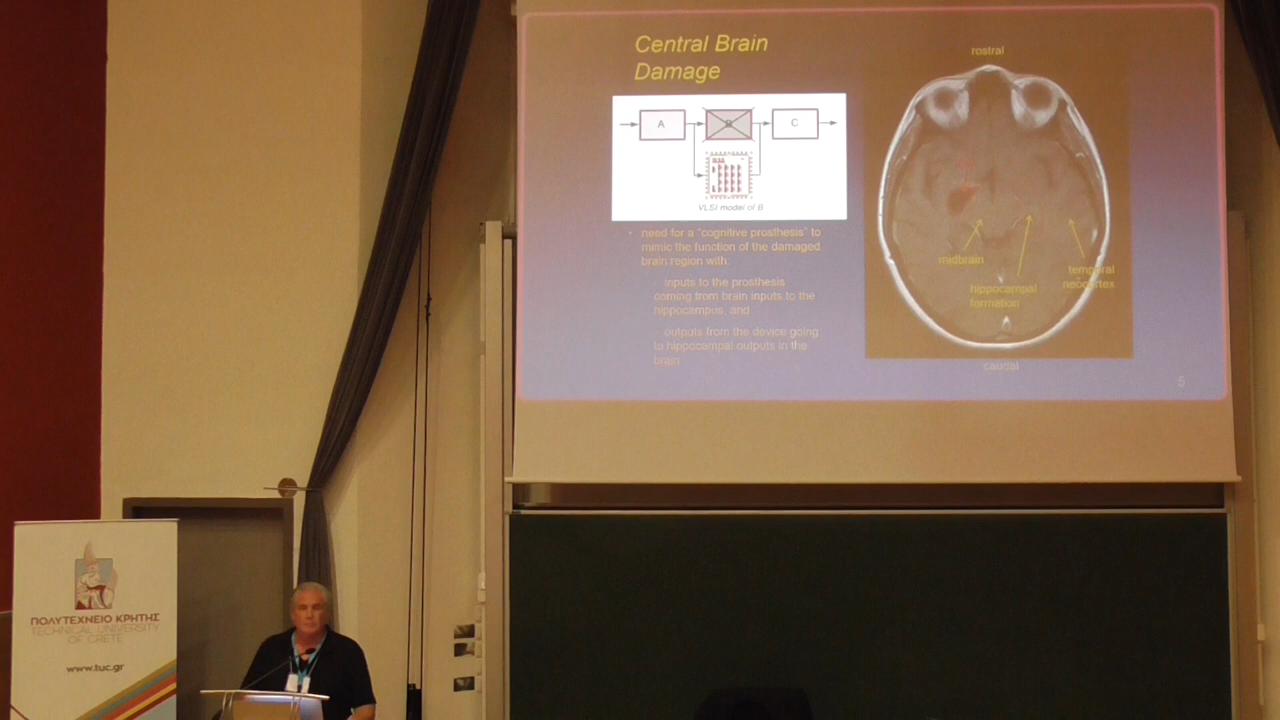 Central Brain
Damage
A
B
C
VLSI model of B
· need for a "cognitive prosthesis" to
mimic the function of the damaged
brain region with:
- inputs to the prosthesis
coming from brain inputs to the
hippocampus, and
- outputs from the device going
to hippocampal outputs in the
brain
rostral
midbrain
hippocampal
formation
temporal
neocortex
caudal
5
ΠΟΛΥΤΕΧΝΕΙΟ ΚΡΗΤΗΣ
TECHNICAL UNIVERSITY
OF CRETE
www.tuc.gr